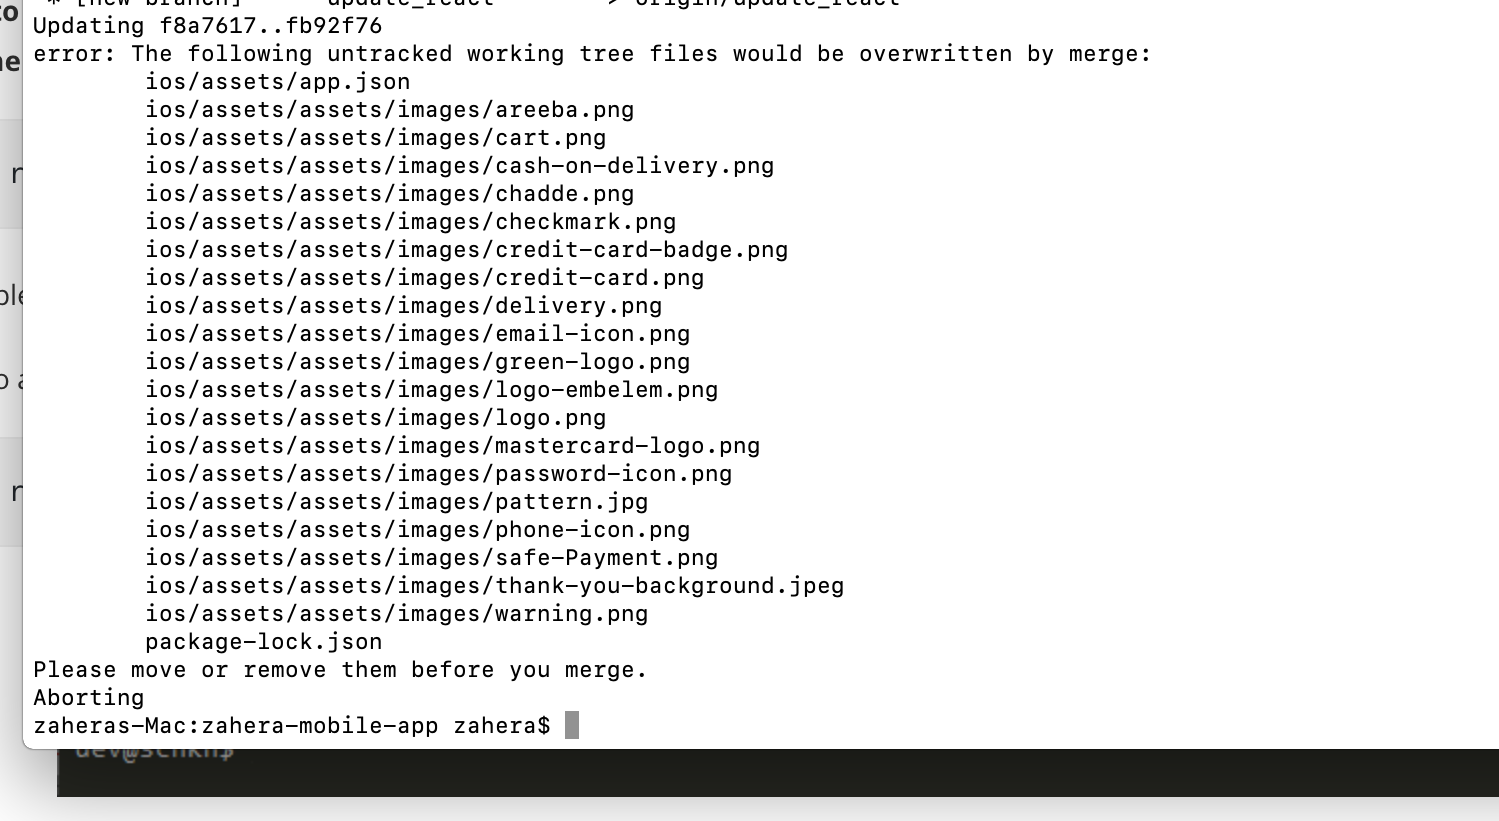 Updating f8a7617..fb92f76
error: The following untracked working tree files would be overwritten by merge:
ios/assets/app.json
ios/assets/assets/images/areeba.png
ios/assets/assets/images/cart.png
ios/assets/assets/images/cash-on-delivery.png
ios/assets/assets/images/chadde.png
ios/assets/assets/images/checkmark.png
ios/assets/assets/images/credit-card-badge.png
ios/assets/assets/images/credit-card.png
ios/assets/assets/images/delivery.png
ios/assets/assets/images/email-icon.png
ios/assets/assets/images/green-logo.png
ios/assets/assets/images/logo-embelem.png
ios/assets/assets/images/logo.png
ios/assets/assets/images/mastercard-logo.png
ios/assets/assets/images/password-icon.png
ios/assets/assets/images/pattern.jpg
ios/assets/assets/images/phone-icon.png
ios/assets/assets/images/safe-Payment.png
ios/assets/assets/images/thank-you-background.jpeg
ios/assets/assets/images/warning.png
package-lock.json
Please move or remove them before you merge.
Aborting
zaheras-Mac:zahera-mobile-app zahera$